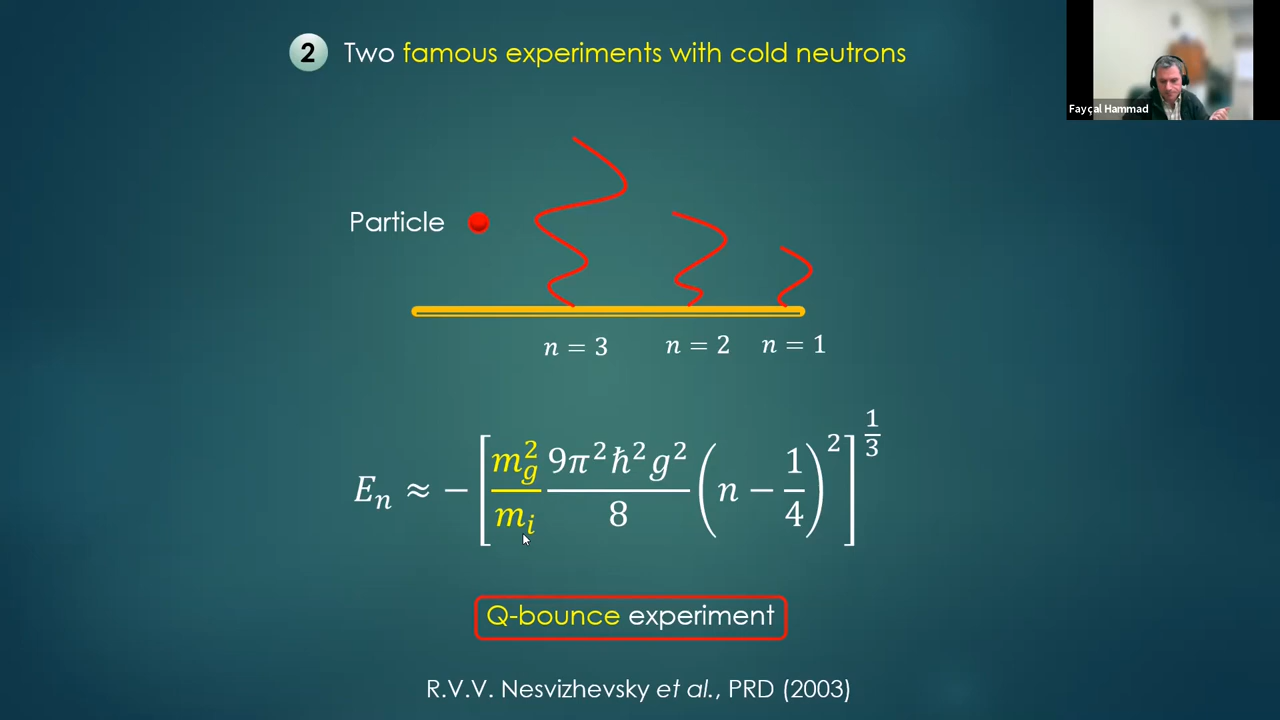 2 Two famous experiments with cold neutrons
Fayçal Hammad
Particle
n = 3
n = 2
n = 1
E_n ≈ −[m_g^2/m_i 9π^2ℏ^2g^2/8 (n − 1/4)^2]^{1/3}
Q-bounce experiment
R.V.V. Nesvizhevsky et al., PRD (2003)